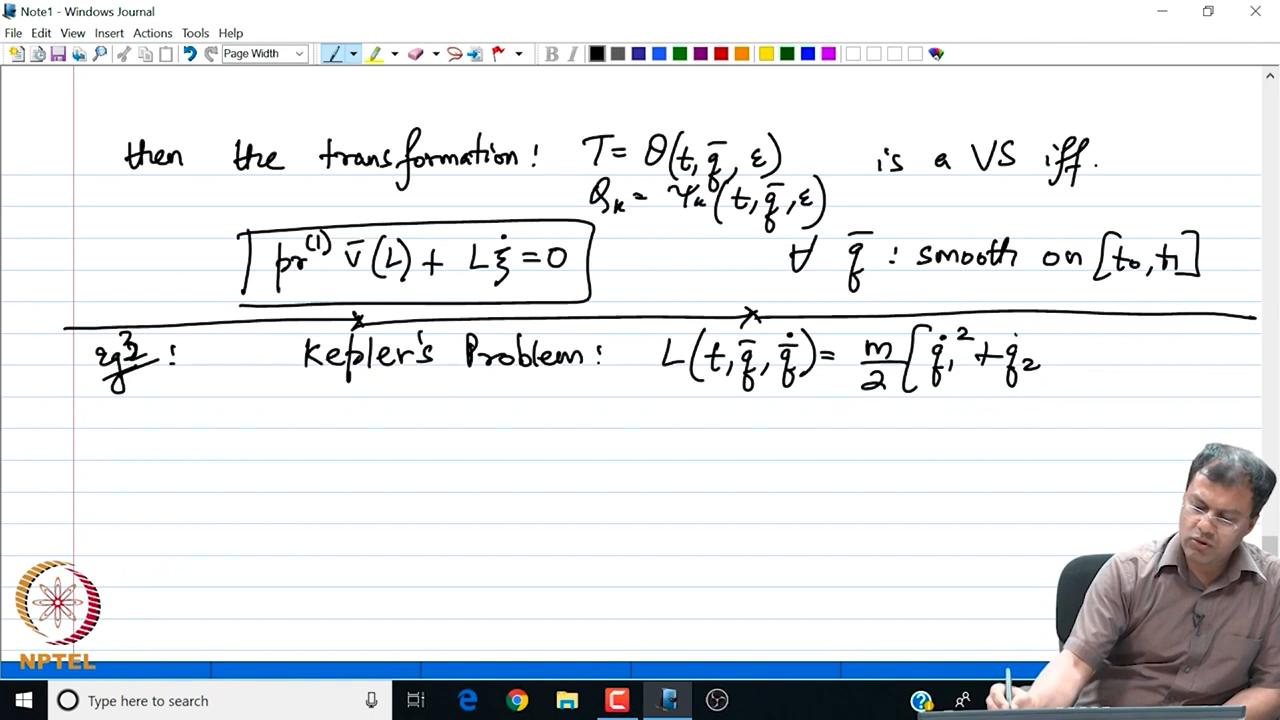 Note1 - Windows Journal
File Edit View Insert Actions Tools Help
Page Width B I
then the transformation: T = θ(t, q̄, ε) is a VS iff.
Q_k = ψ_k(t, q̄, ε)
pr^(1) v̄(L) + L ξ̇ = 0 ∀ q̄ : smooth on [t₀, t₁]
eg3: Kepler's Problem: L(t, q̄, q̄̇) = m/2 [q̇₁² + q̇₂
NPTEL
Type here to search